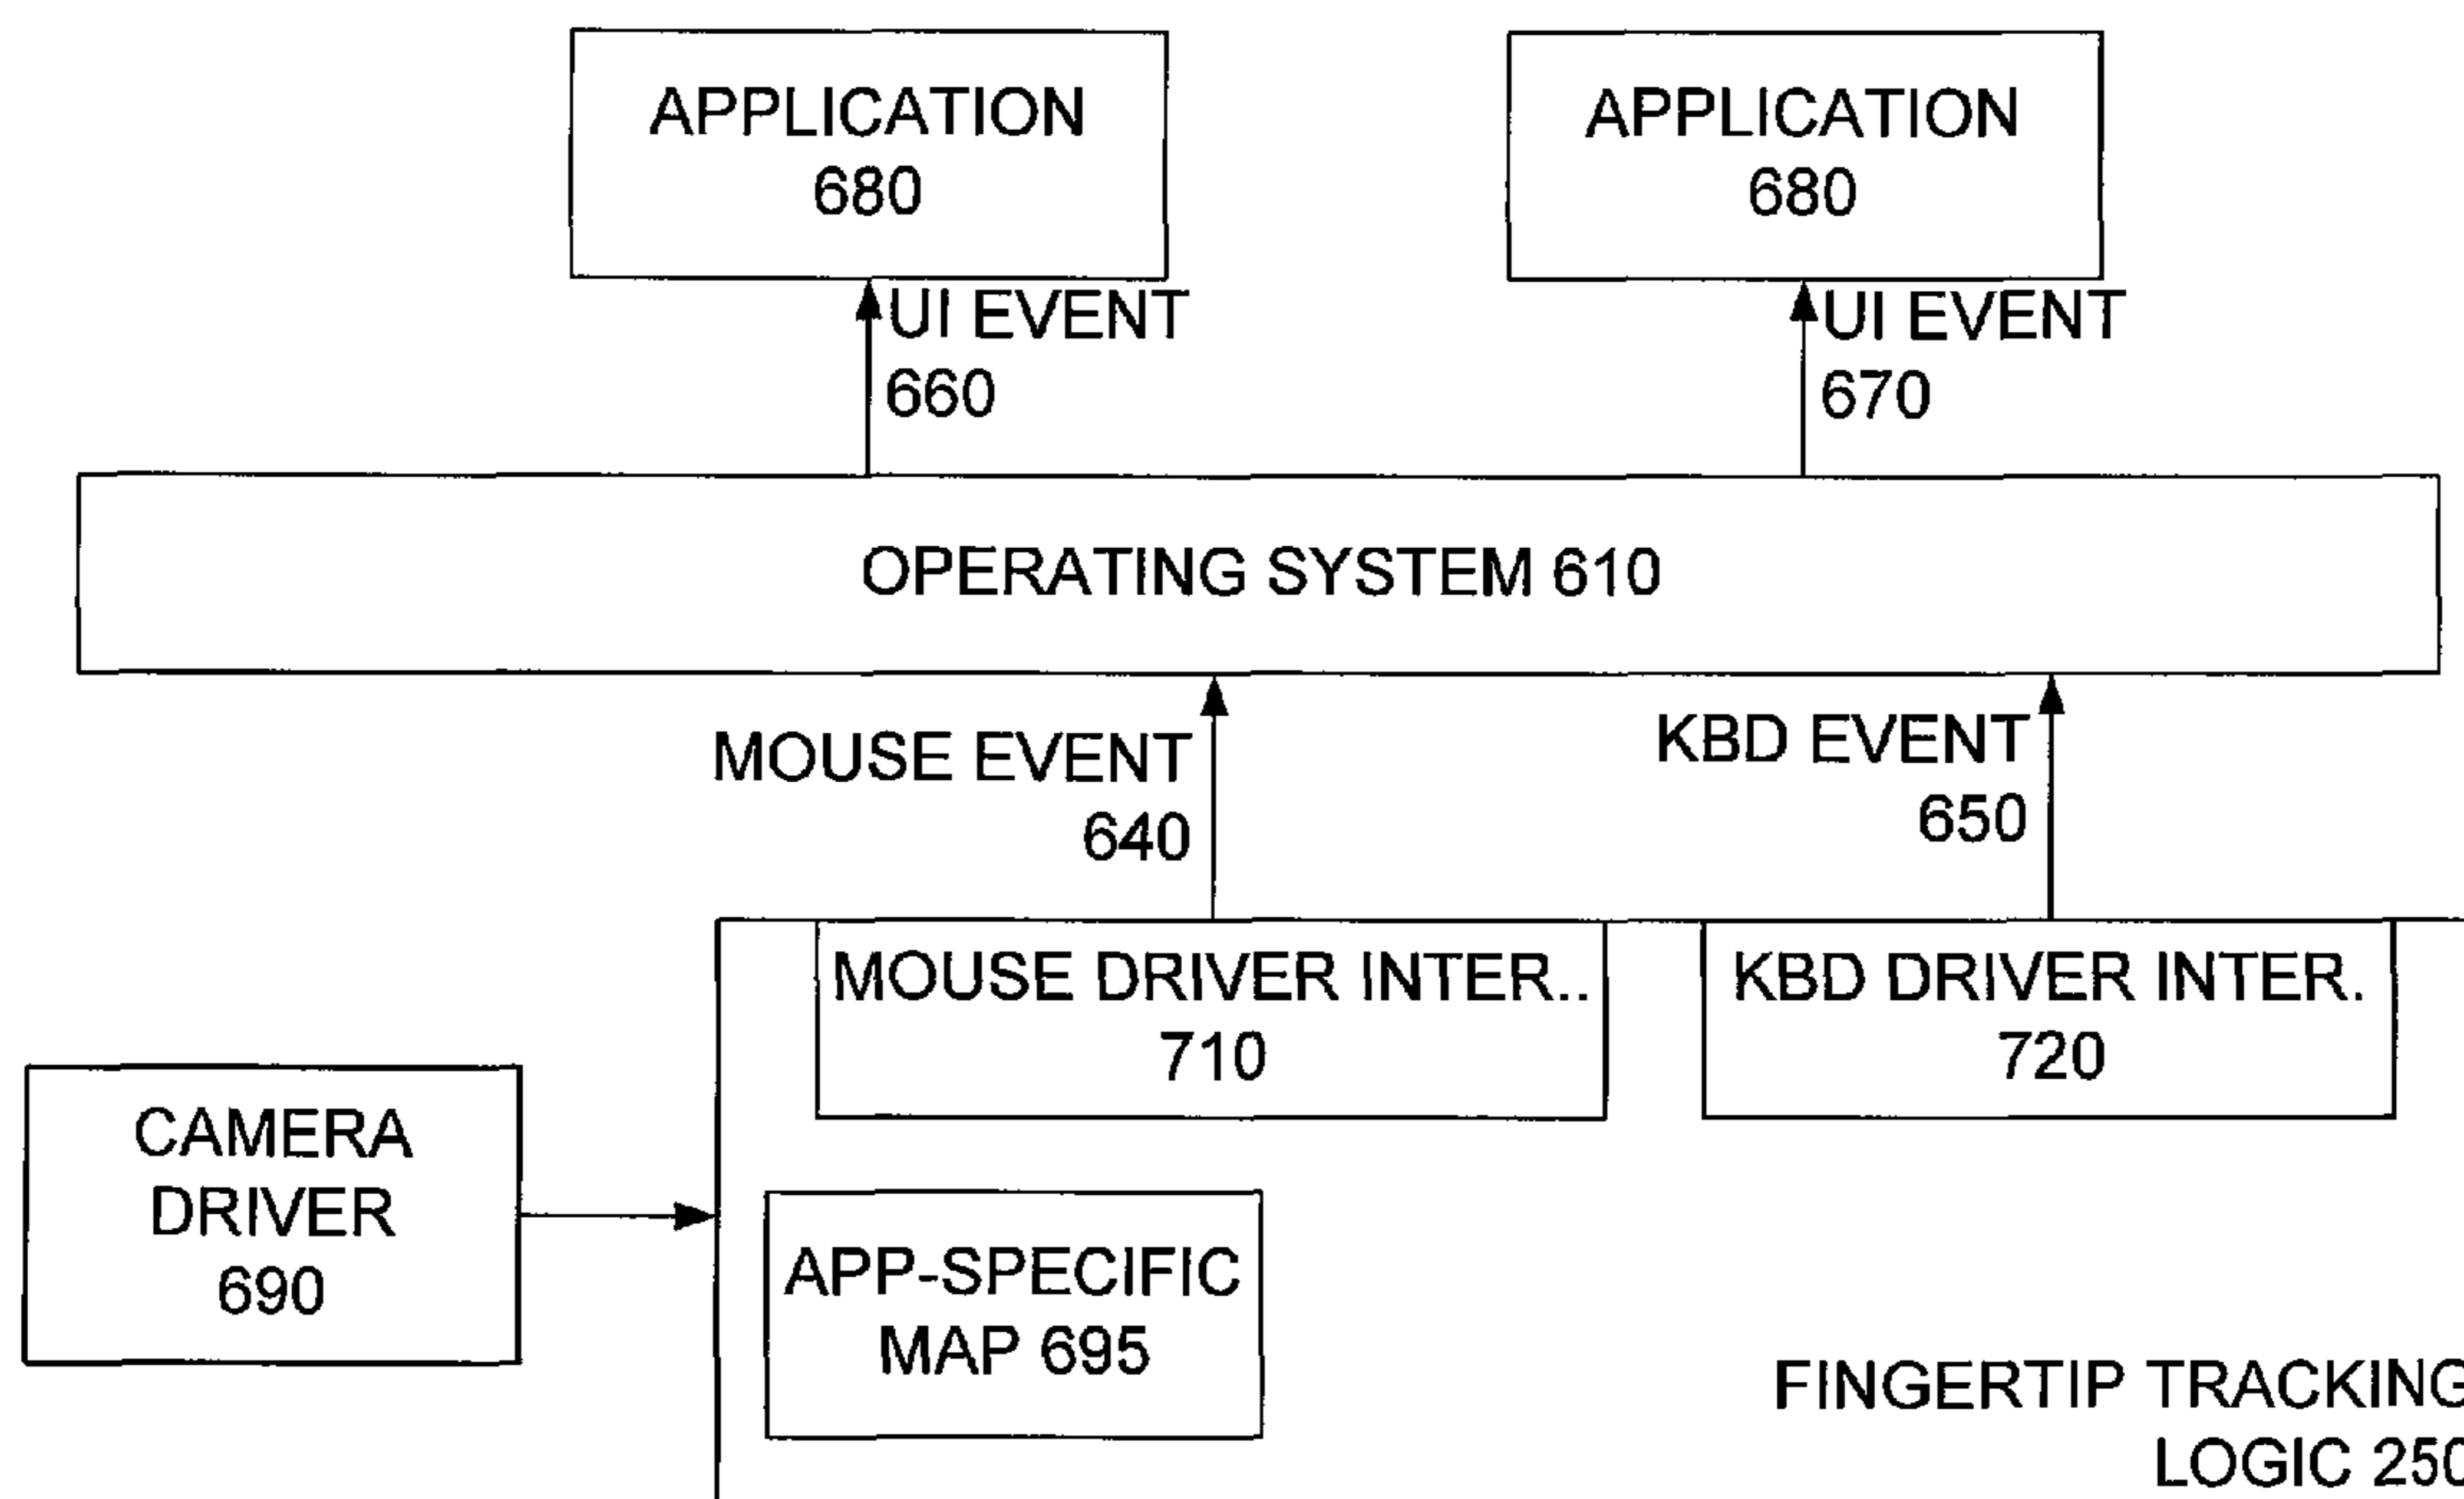 APPLICATION
680
APPLICATION
680
UI EVENT
660
UI EVENT
670
OPERATING SYSTEM 610
MOUSE EVENT
640
KBD EVENT
650
MOUSE DRIVER INTER..
710
KBD DRIVER INTER.
720
CAMERA
DRIVER
690
APP-SPECIFIC
MAP 695
FINGERTIP TRACKING
LOGIC 250